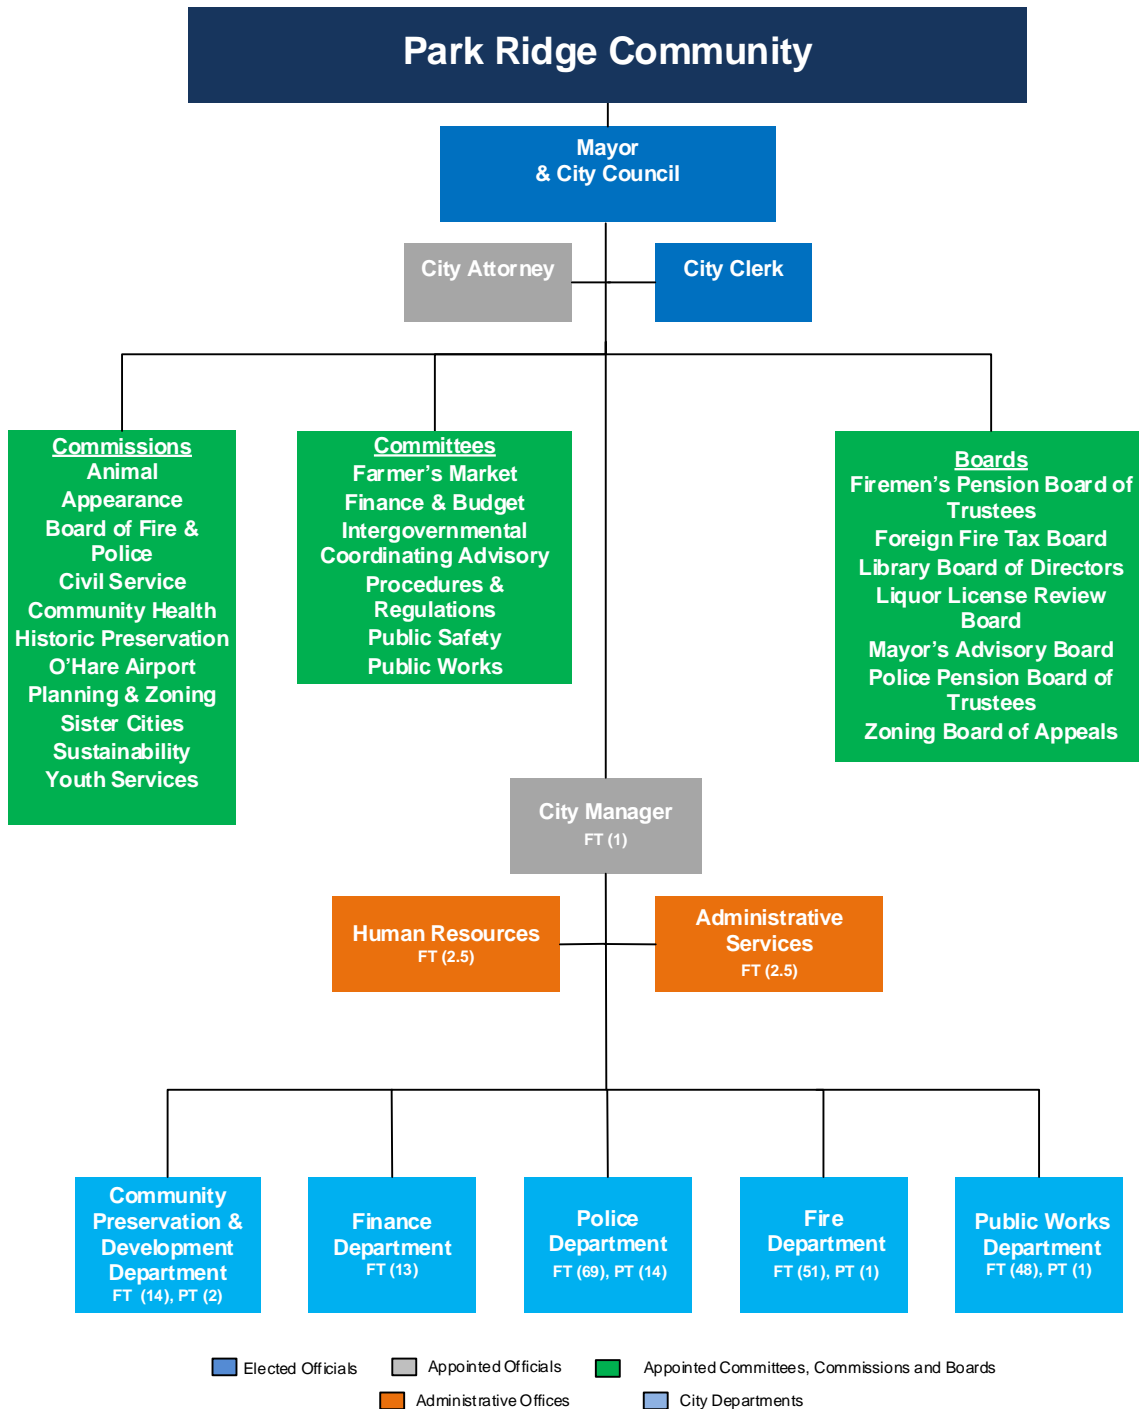 Park Ridge Community
Mayor
& City Council
City Attorney
City Clerk
Commissions
Animal
Appearance
Board of Fire &
Police
Civil Service
Community Health
Historic Preservation
O’Hare Airport
Planning & Zoning
Sister Cities
Sustainability
Youth Services
Committees
Farmer’s Market
Finance & Budget
Intergovernmental
Coordinating Advisory
Procedures &
Regulations
Public Safety
Public Works
Boards
Firemen’s Pension Board of
Trustees
Foreign Fire Tax Board
Library Board of Directors
Liquor License Review
Board
Mayor’s Advisory Board
Police Pension Board of
Trustees
Zoning Board of Appeals
City Manager
FT (1)
Human Resources
FT (2.5)
Administrative
Services
FT (2.5)
Community
Preservation &
Development
Department
FT (14), PT (2)
Finance
Department
FT (13)
Police
Department
FT (69), PT (14)
Fire
Department
FT (51), PT (1)
Public Works
Department
FT (48), PT (1)
Elected Officials
Appointed Officials
Appointed Committees, Commissions and Boards
Administrative Offices
City Departments